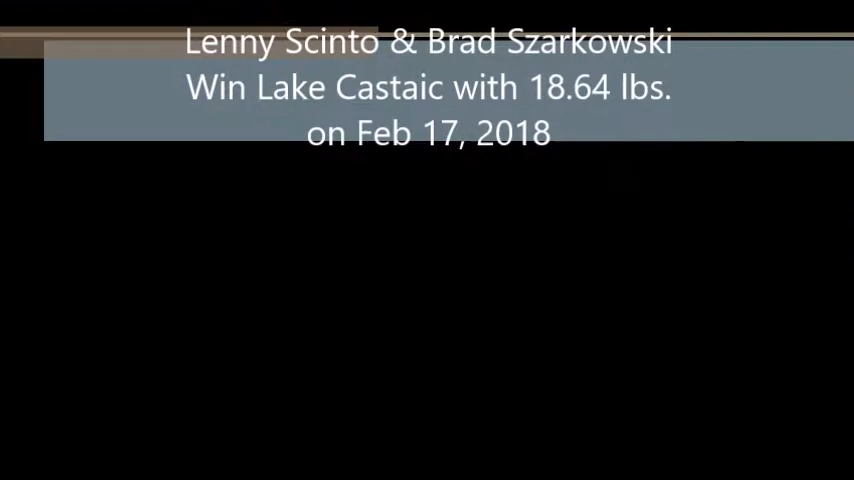 Lenny Scinto & Brad Szarkowski
Win Lake Castaic with 18.64 lbs.
on Feb 17, 2018